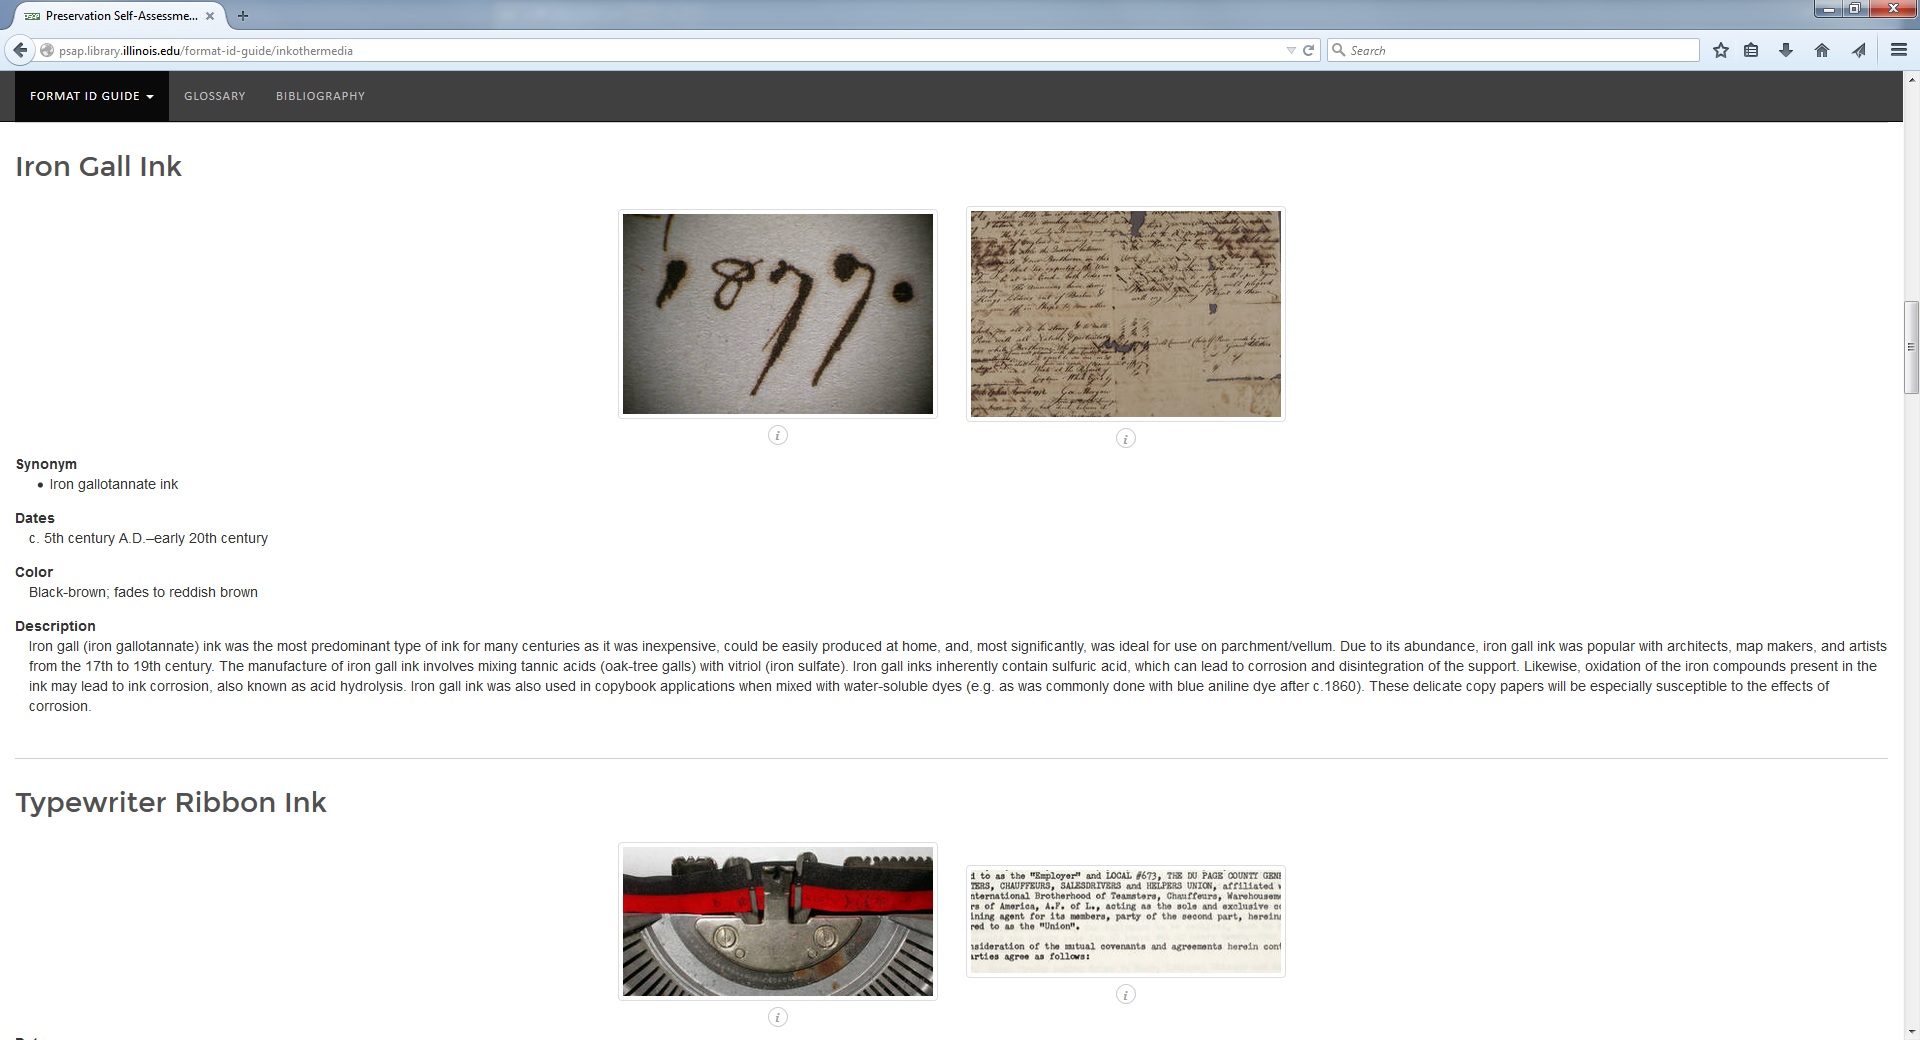 Preservation Self-Assessme...
psap.library.illinois.edu/format-id-guide/inkothermedia
Search
FORMAT ID GUIDE
GLOSSARY
BIBLIOGRAPHY
Iron Gall Ink
1877.
Synonym
• Iron gallotannate ink
Dates
c. 5th century A.D.–early 20th century
Color
Black-brown; fades to reddish brown
Description
Iron gall (iron gallotannate) ink was the most predominant type of ink for many centuries as it was inexpensive, could be easily produced at home, and, most significantly, was ideal for use on parchment/vellum. Due to its abundance, iron gall ink was popular with architects, map makers, and artists
from the 17th to 19th century. The manufacture of iron gall ink involves mixing tannic acids (oak-tree galls) with vitriol (iron sulfate). Iron gall inks inherently contain sulfuric acid, which can lead to corrosion and disintegration of the support. Likewise, oxidation of the iron compounds present in the
ink may lead to ink corrosion, also known as acid hydrolysis. Iron gall ink was also used in copybook applications when mixed with water-soluble dyes (e.g. as was commonly done with blue aniline dye after c.1860). These delicate copy papers will be especially susceptible to the effects of
corrosion.
Typewriter Ribbon Ink
to as the "Employer" and LOCAL #673, THE DU PAGE COUNTY GENE
TERS, CHAUFFEURS, SALESDRIVERS and HELPERS UNION, affiliated
nternational Brotherhood of Teamsters, Chauffeurs, Warehouseme
rs of America, A.F. of L., acting as the sole and exclusive co
ining agent for its members, party of the second part, herein
red to as the "Union".
sideration of the mutual covenants and agreements herein cont
rties agree as follows: